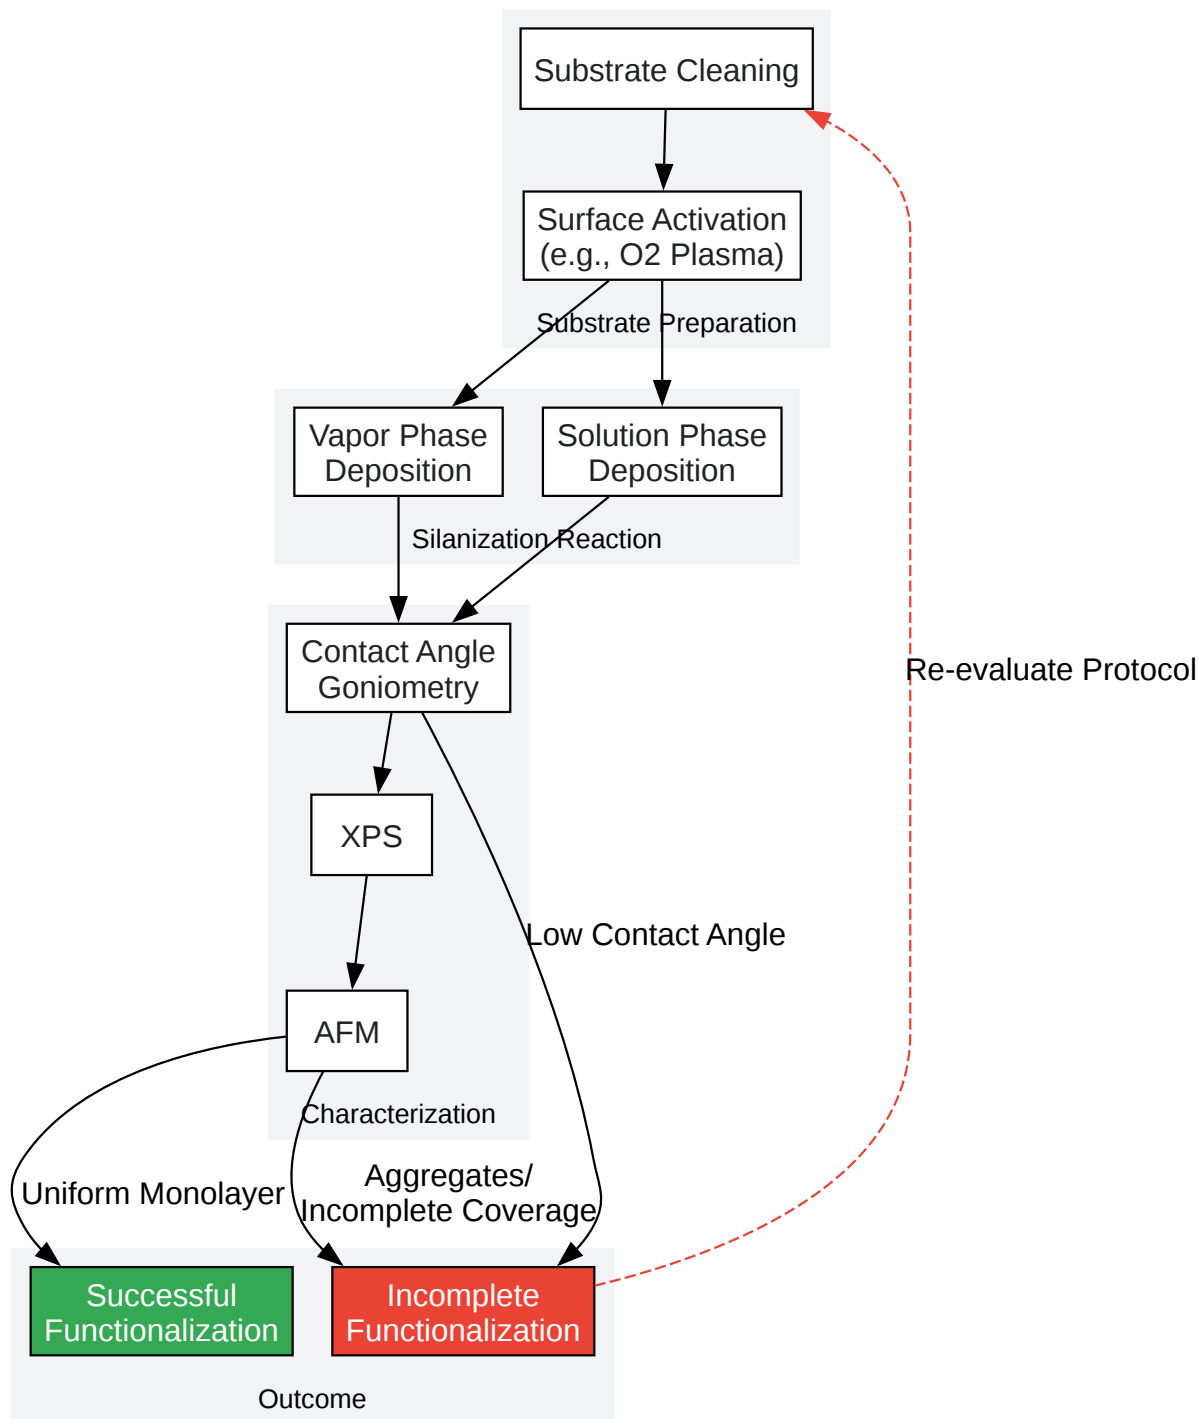 Substrate Cleaning
Surface Activation
(e.g., O2 Plasma)
Substrate Preparation
Vapor Phase
Deposition
Solution Phase
Deposition
Silanization Reaction
Contact Angle
Goniometry
Re-evaluate Protocol
XPS
Low Contact Angle
AFM
Characterization
Uniform Monolayer
Aggregates/
Incomplete Coverage
Successful
Functionalization
Incomplete
Functionalization
Outcome